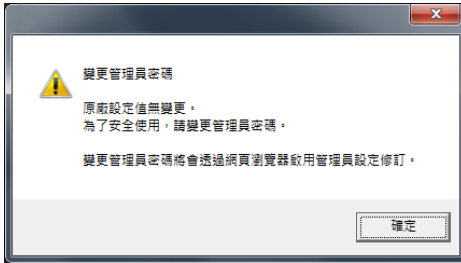 變更管理員密碼
原廠設定值無變更。
為了安全使用，請變更管理員密碼。
變更管理員密碼將會透過網頁瀏覽器啟用管理員設定修訂。
確定